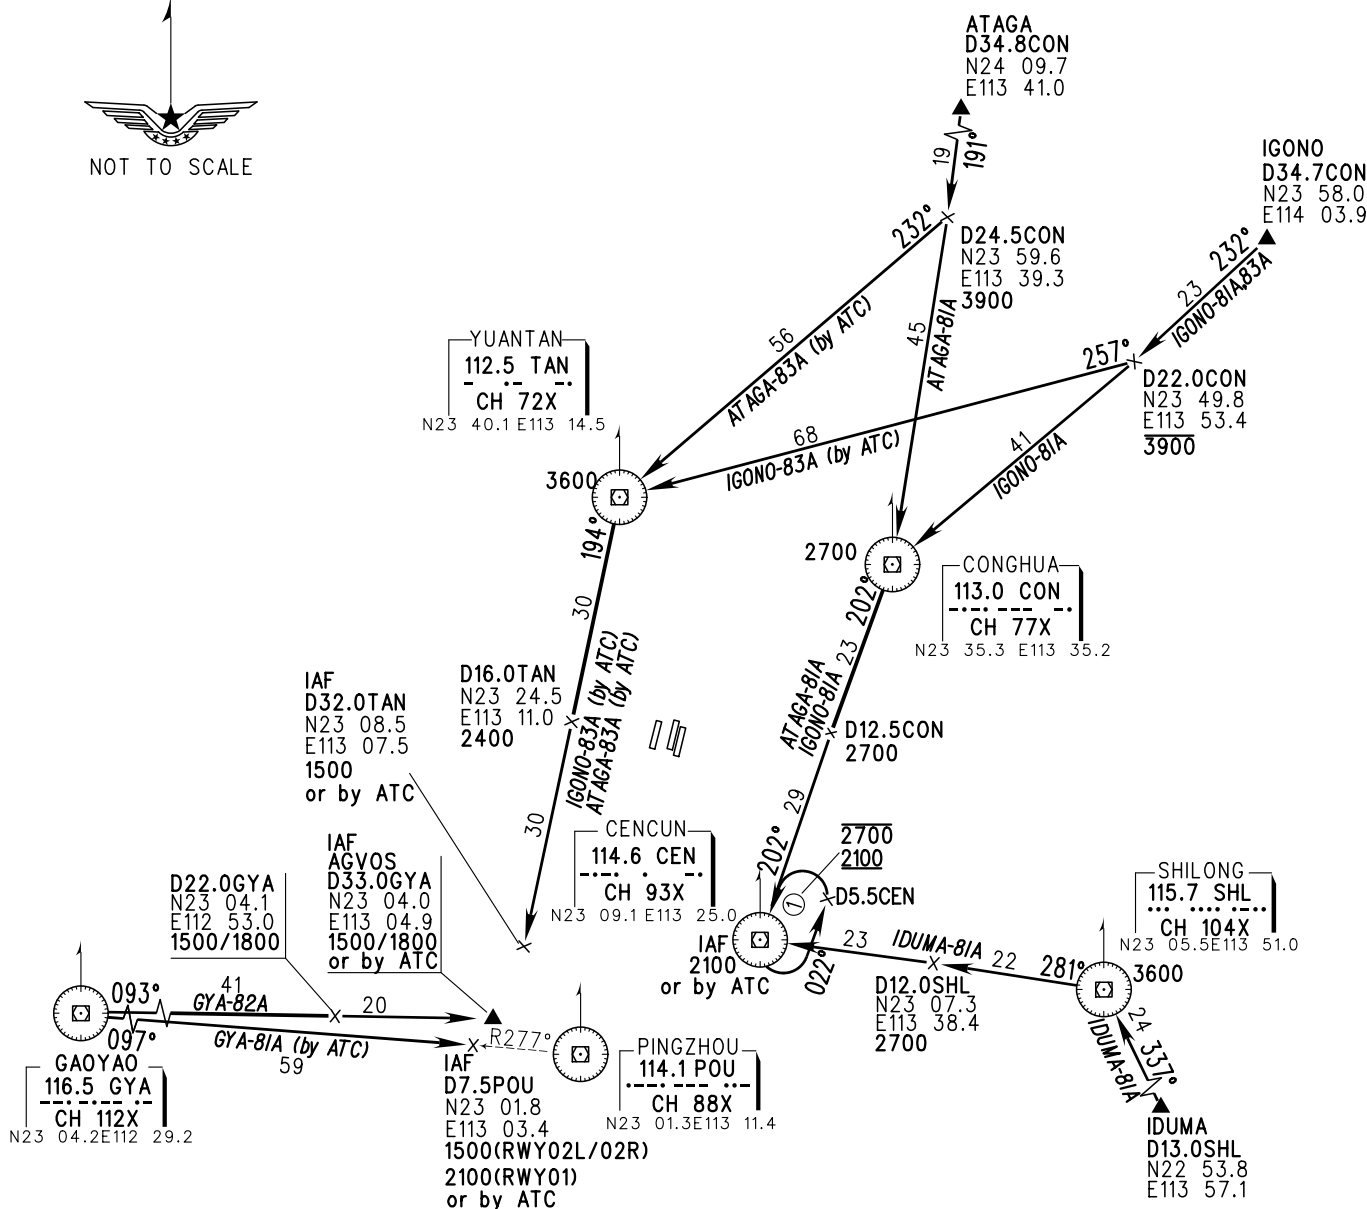 NOT TO SCALE
ATAGA
D34.8CON
N24 09.7
E113 41.0
19
191°
IGONO
D34.7CON
N23 58.0
E114 03.9
232°
23
IGONO-81A,83A
232°
D24.5CON
N23 59.6
E113 39.3
3900
56
ATAGA-83A (by ATC)
45
ATAGA-81A
257°
D22.0CON
N23 49.8
E113 53.4
3900
68
IGONO-83A (by ATC)
41
IGONO-81A
YUANTAN
112.5 TAN
CH 72X
N23 40.1 E113 14.5
3600
194°
30
2700
CONGHUA
113.0 CON
CH 77X
N23 35.3 E113 35.2
202°
23
ATAGA-81A
IGONO-81A
D12.5CON
2700
29
202°
D16.0TAN
N23 24.5
E113 11.0
2400
IGONO-83A (by ATC)
ATAGA-83A (by ATC)
30
IAF
D32.0TAN
N23 08.5
E113 07.5
1500
or by ATC
CENCUN
114.6 CEN
CH 93X
N23 09.1 E113 25.0
2700
2100
1
D5.5CEN
022°
IAF
2100
or by ATC
23
IDUMA-81A
22
281°
D12.0SHL
N23 07.3
E113 38.4
2700
SHILONG
115.7 SHL
CH 104X
N23 05.5E113 51.0
3600
24
337°
IDUMA-81A
IDUMA
D13.0SHL
N22 53.8
E113 57.1
IAF
AGVOS
D33.0GYA
N23 04.0
E113 04.9
1500/1800
or by ATC
D22.0GYA
N23 04.1
E112 53.0
1500/1800
093°
41
GYA-82A
20
097°
GYA-81A (by ATC)
59
R277°
GAOYAO
116.5 GYA
CH 112X
N23 04.2E112 29.2
IAF
D7.5POU
N23 01.8
E113 03.4
1500(RWY02L/02R)
2100(RWY01)
or by ATC
PINGZHOU
114.1 POU
CH 88X
N23 01.3E113 11.4